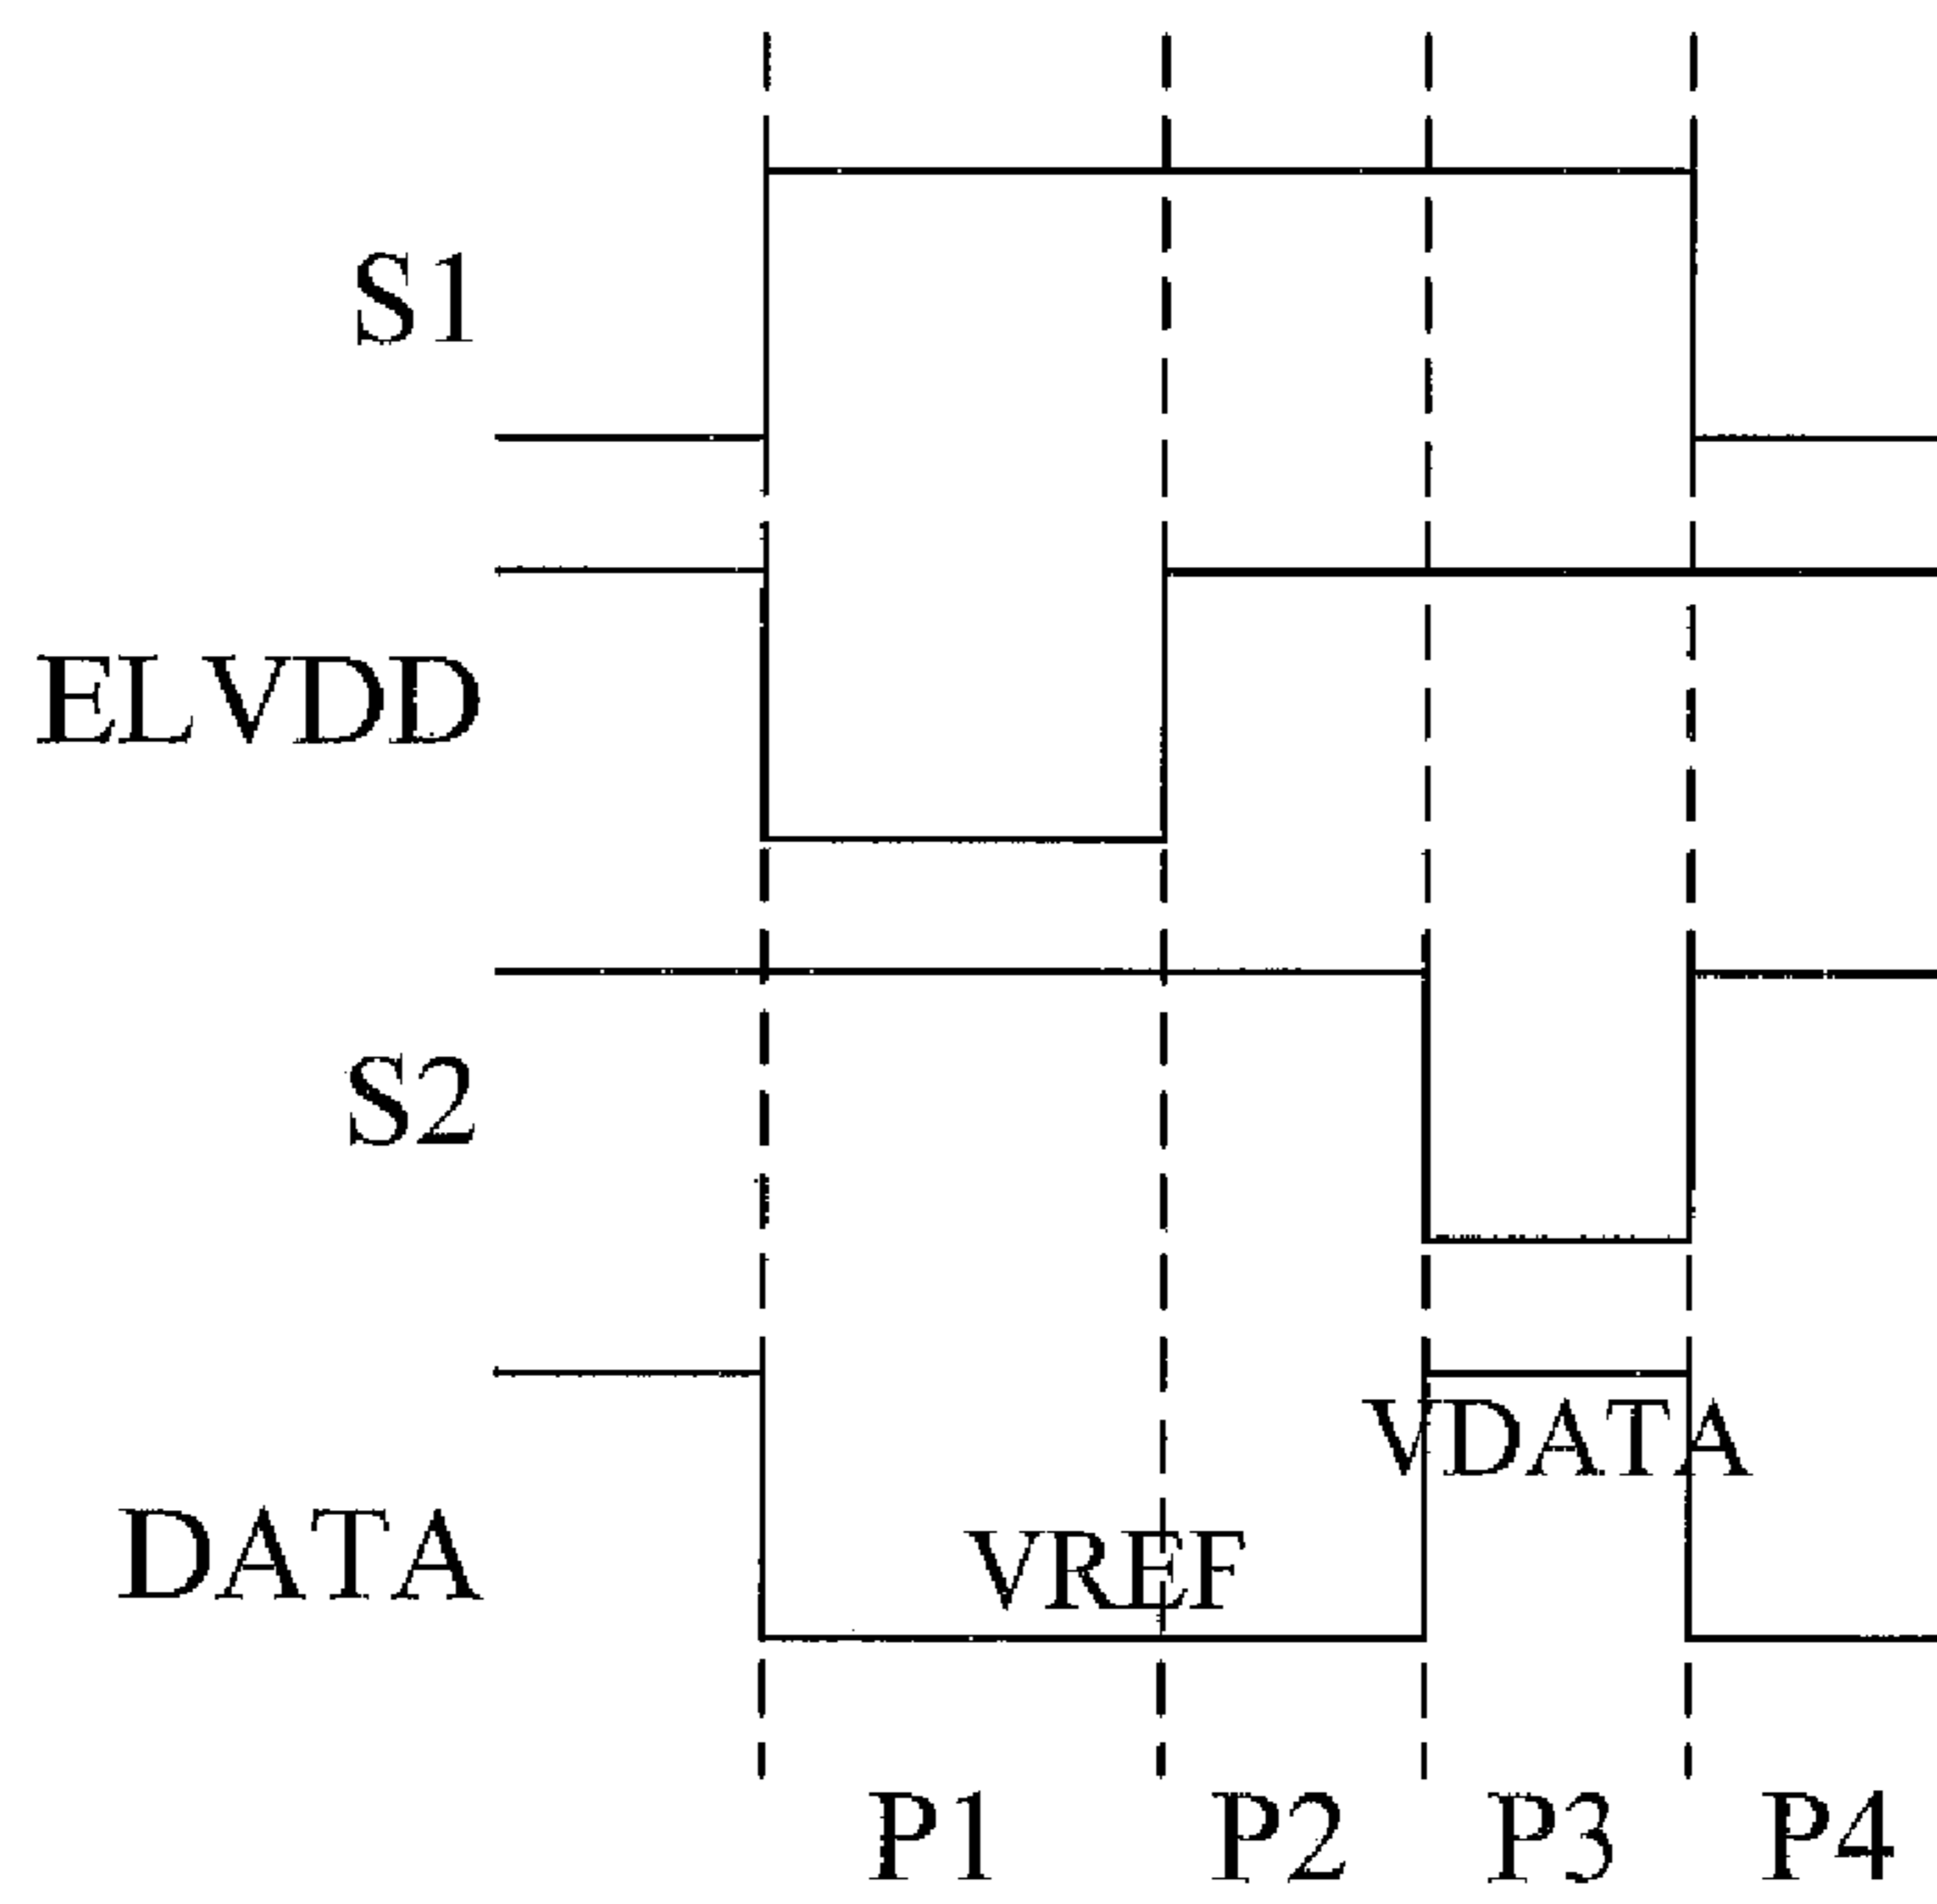 S1
ELVDD
S2
VDATA
DATA
VREF
P1 P2 P3 P4